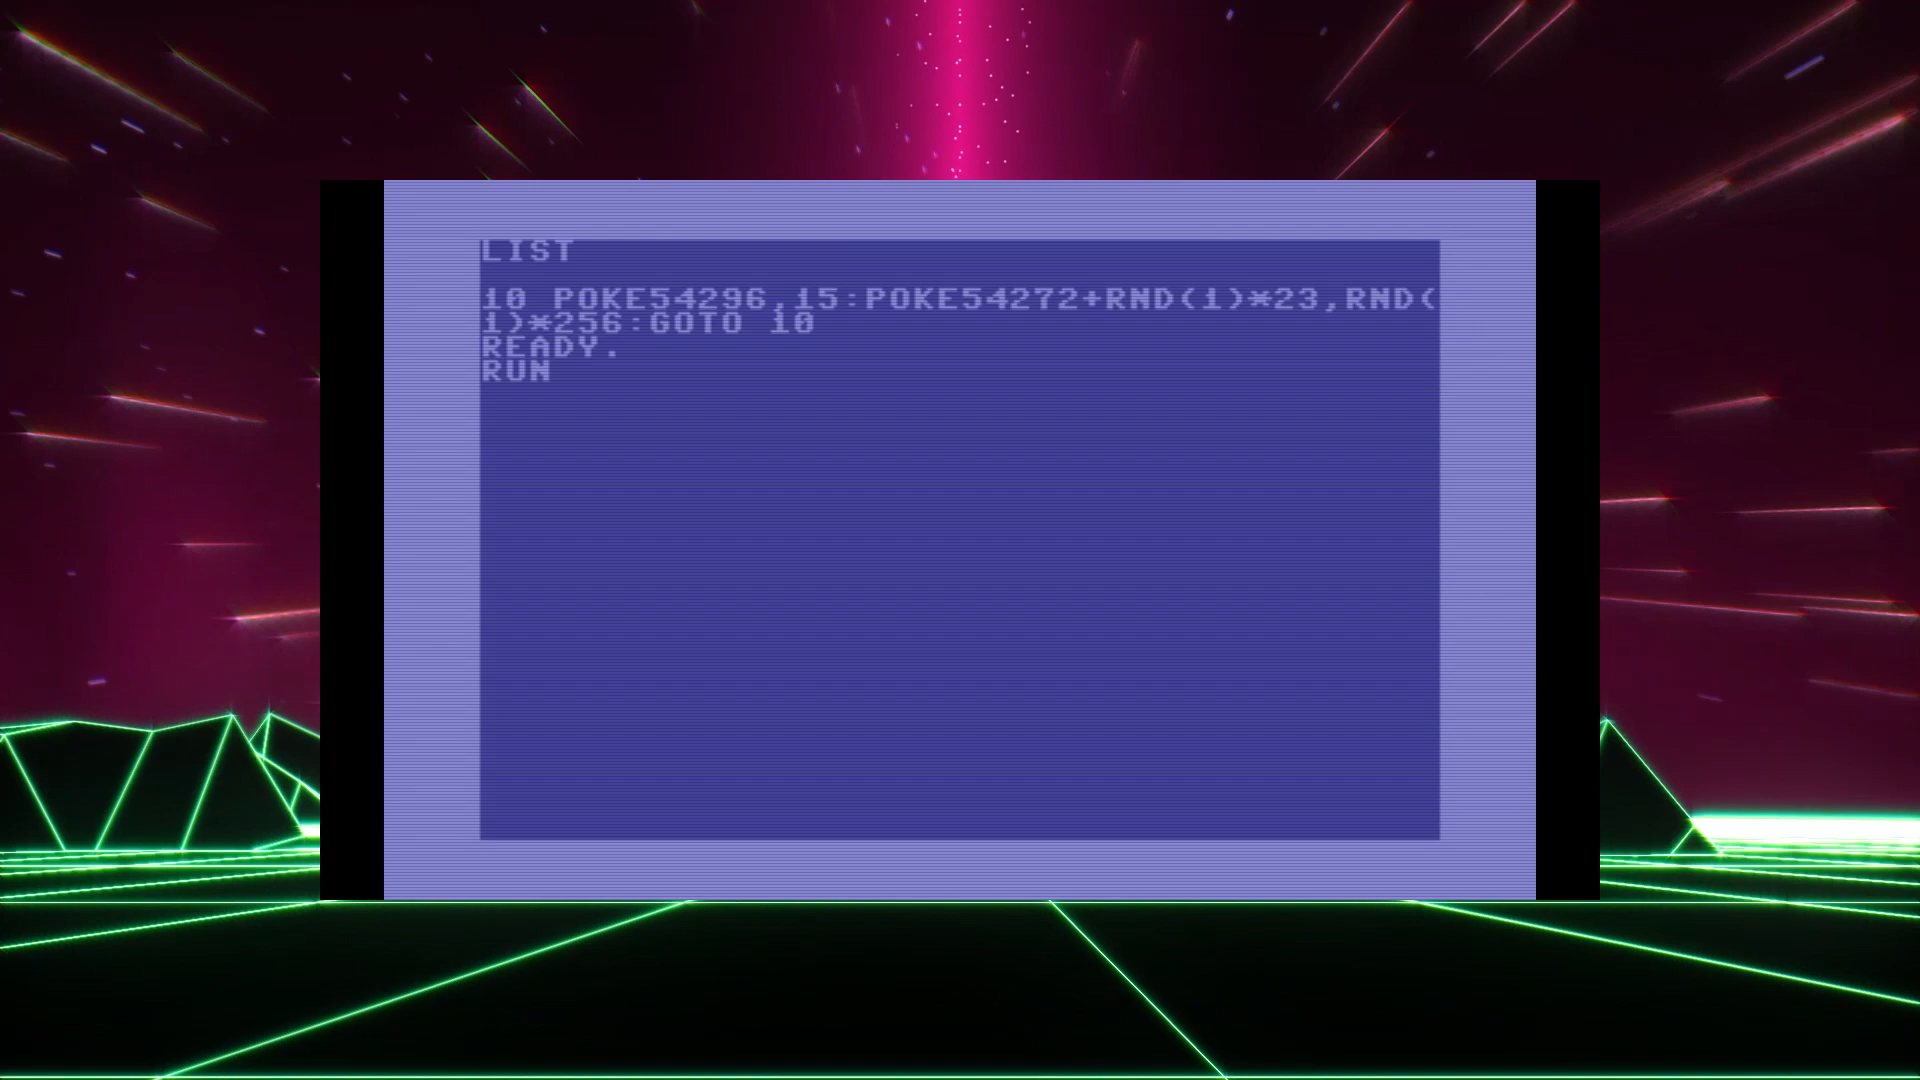 LIST
10 POKE54296,15:POKE54272+RND(1)*23,RND(
1)*256:GOTO 10
READY.
RUN